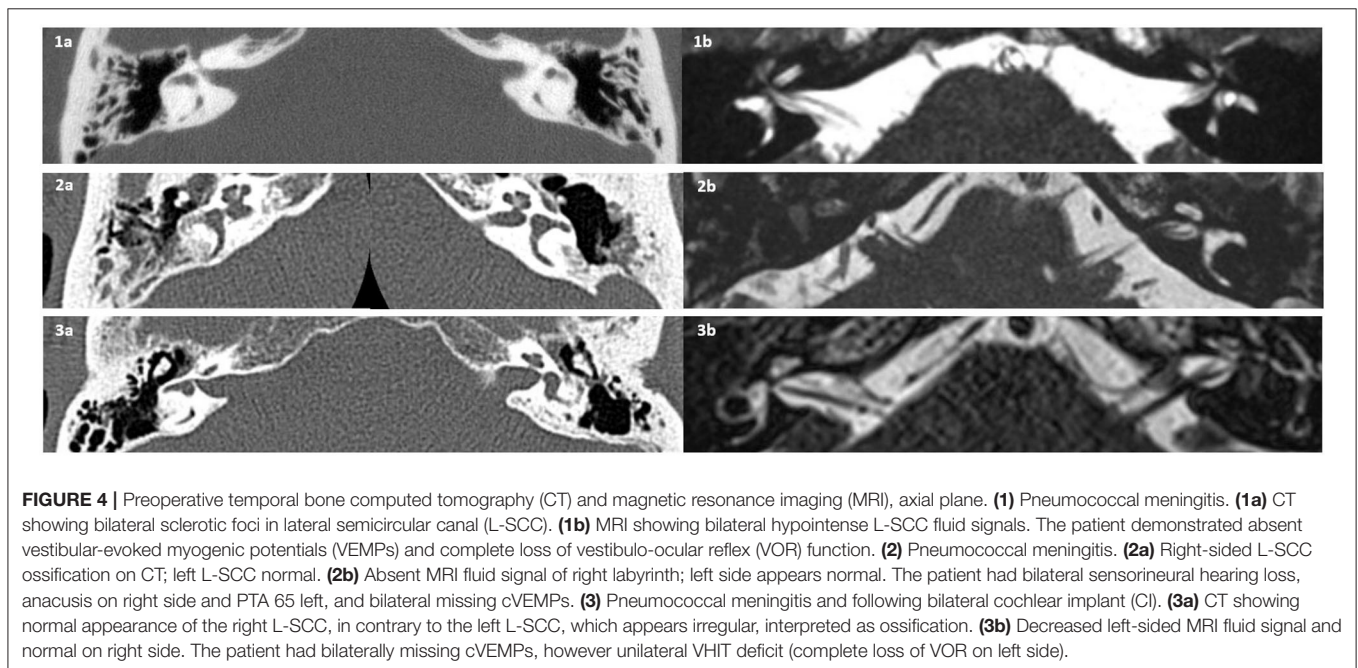 1a
1b
2a
2b
3a
3b
FIGURE 4 | Preoperative temporal bone computed tomography (CT) and magnetic resonance imaging (MRI), axial plane. (1) Pneumococcal meningitis. (1a) CT
showing bilateral sclerotic foci in lateral semicircular canal (L-SCC). (1b) MRI showing bilateral hypointense L-SCC fluid signals. The patient demonstrated absent
vestibular-evoked myogenic potentials (VEMPs) and complete loss of vestibulo-ocular reflex (VOR) function. (2) Pneumococcal meningitis. (2a) Right-sided L-SCC
ossification on CT; left L-SCC normal. (2b) Absent MRI fluid signal of right labyrinth; left side appears normal. The patient had bilateral sensorineural hearing loss,
anacusis on right side and PTA 65 left, and bilateral missing cVEMPs. (3) Pneumococcal meningitis and following bilateral cochlear implant (CI). (3a) CT showing
normal appearance of the right L-SCC, in contrary to the left L-SCC, which appears irregular, interpreted as ossification. (3b) Decreased left-sided MRI fluid signal and
normal on right side. The patient had bilaterally missing cVEMPs, however unilateral VHIT deficit (complete loss of VOR on left side).